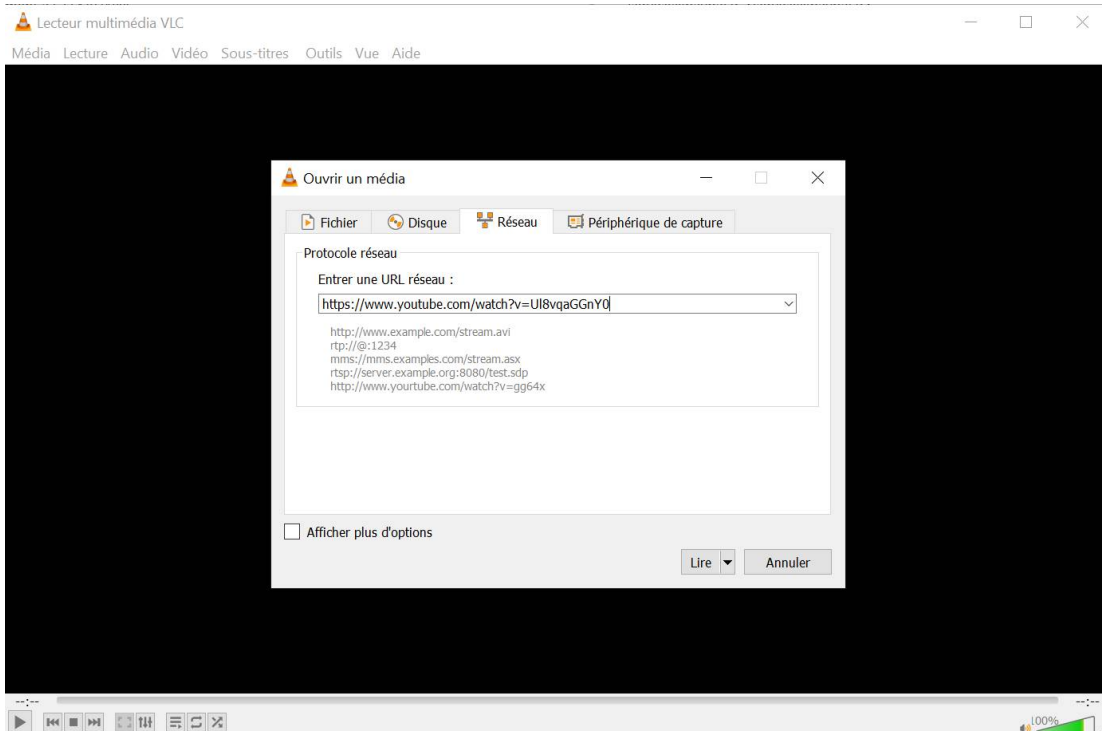 Lecteur multimédia VLC
Média Lecture Audio Vidéo Sous-titres Outils Vue Aide
Ouvrir un média
Fichier Disque Réseau Périphérique de capture
Protocole réseau
Entrer une URL réseau :
https://www.youtube.com/watch?v=Ul8vqaGGnY0
http://www.example.com/stream.avi
rtp://@:1234
mms://mms.examples.com/stream.asx
rtsp://server.example.org:8080/test.sdp
http://www.yourtube.com/watch?v=gg64x
Afficher plus d'options
Lire Annuler
--:-- --:--
100%